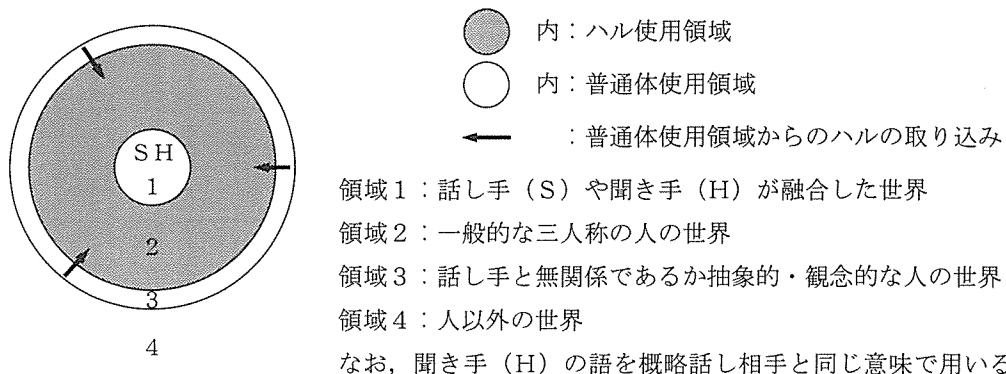 SH
1
2
3
4
内：ハル使用領域
内：普通体使用領域
：普通体使用領域からのハルの取り込み
領域1：話し手（S）や聞き手（H）が融合した世界
領域2：一般的な三人称の人の世界
領域3：話し手と無関係であるか抽象的・観念的な人の世界
領域4：人以外の世界
なお，聞き手（H）の語を概略話し相手と同じ意味で用いる